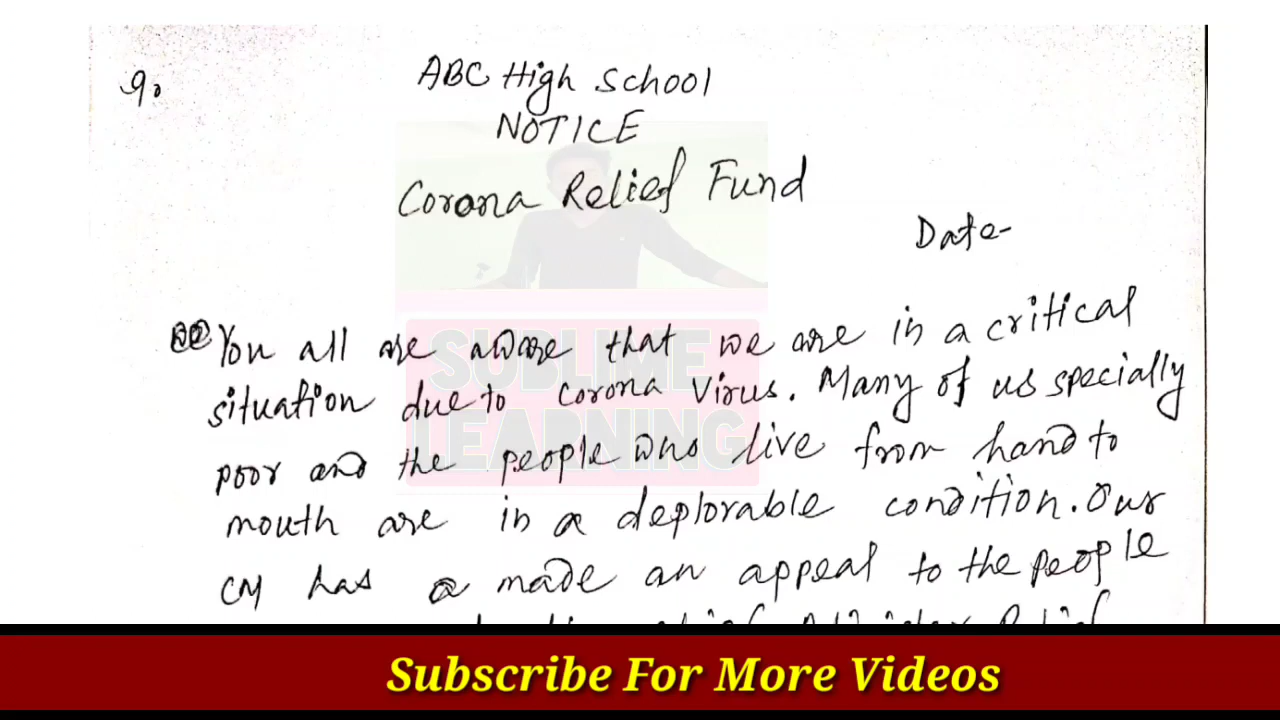 9.
ABC High School
NOTICE
Corona Relief Fund
Date-
You all are aware that we are in a critical
situation due to Corona Virus. Many of us specially
poor and the people who live from hand to
mouth are in a deplorable condition. Our
CM has made an appeal to the people
SUBLIME
LEARNING
Subscribe For More Videos